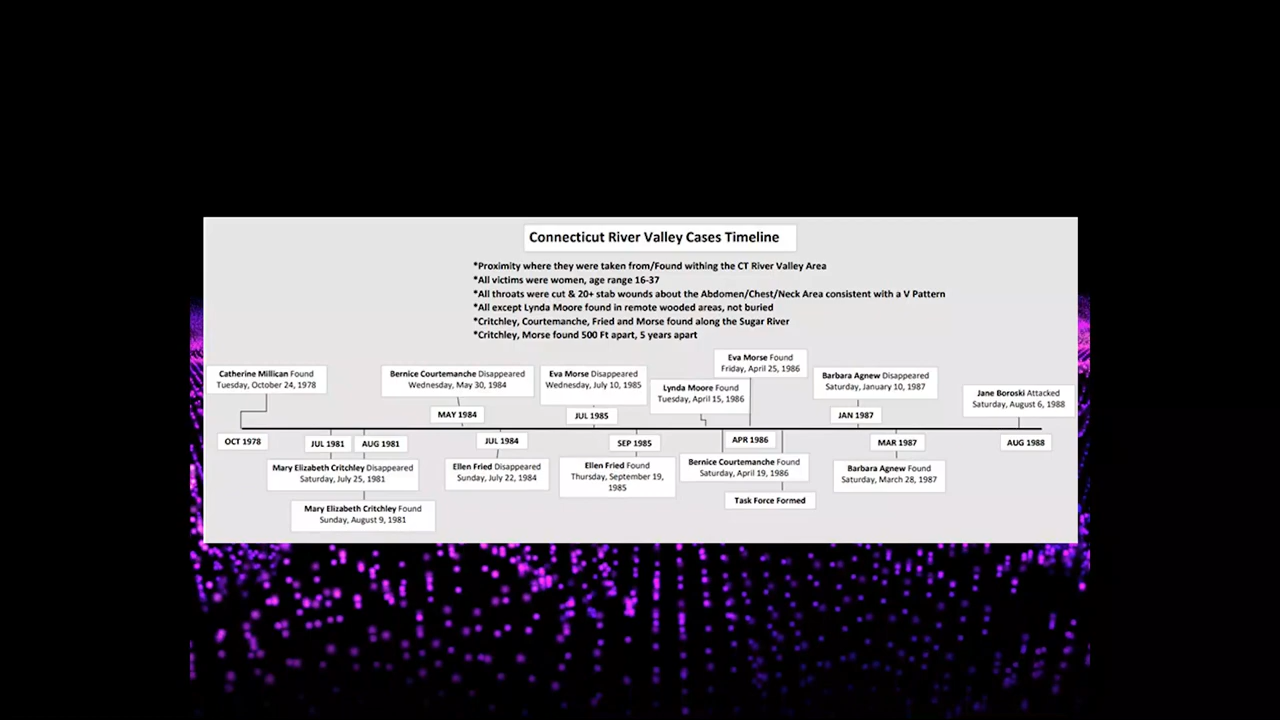 Connecticut River Valley Cases Timeline
*Proximity where they were taken from/Found withing the CT River Valley Area
*All victims were women, age range 16-37
*All throats were cut & 20+ stab wounds about the Abdomen/Chest/Neck Area consistent with a V Pattern
*All except Lynda Moore found in remote wooded areas, not buried
*Critchley, Courtemanche, Fried and Morse found along the Sugar River
*Critchley, Morse found 500 Ft apart, 5 years apart
Catherine Millican Found
Tuesday, October 24, 1978
Bernice Courtemanche Disappeared
Wednesday, May 30, 1984
Eva Morse Disappeared
Wednesday, July 10, 1985
Lynda Moore Found
Tuesday, April 15, 1986
Eva Morse Found
Friday, April 25, 1986
Barbara Agnew Disappeared
Saturday, January 10, 1987
Jane Boroski Attacked
Saturday, August 6, 1988
MAY 1984
JUL 1985
JAN 1987
OCT 1978
JUL 1981
AUG 1981
JUL 1984
SEP 1985
APR 1986
MAR 1987
AUG 1988
Mary Elizabeth Critchley Disappeared
Saturday, July 25, 1981
Ellen Fried Disappeared
Sunday, July 22, 1984
Ellen Fried Found
Thursday, September 19,
1985
Bernice Courtemanche Found
Saturday, April 19, 1986
Barbara Agnew Found
Saturday, March 28, 1987
Task Force Formed
Mary Elizabeth Critchley Found
Sunday, August 9, 1981